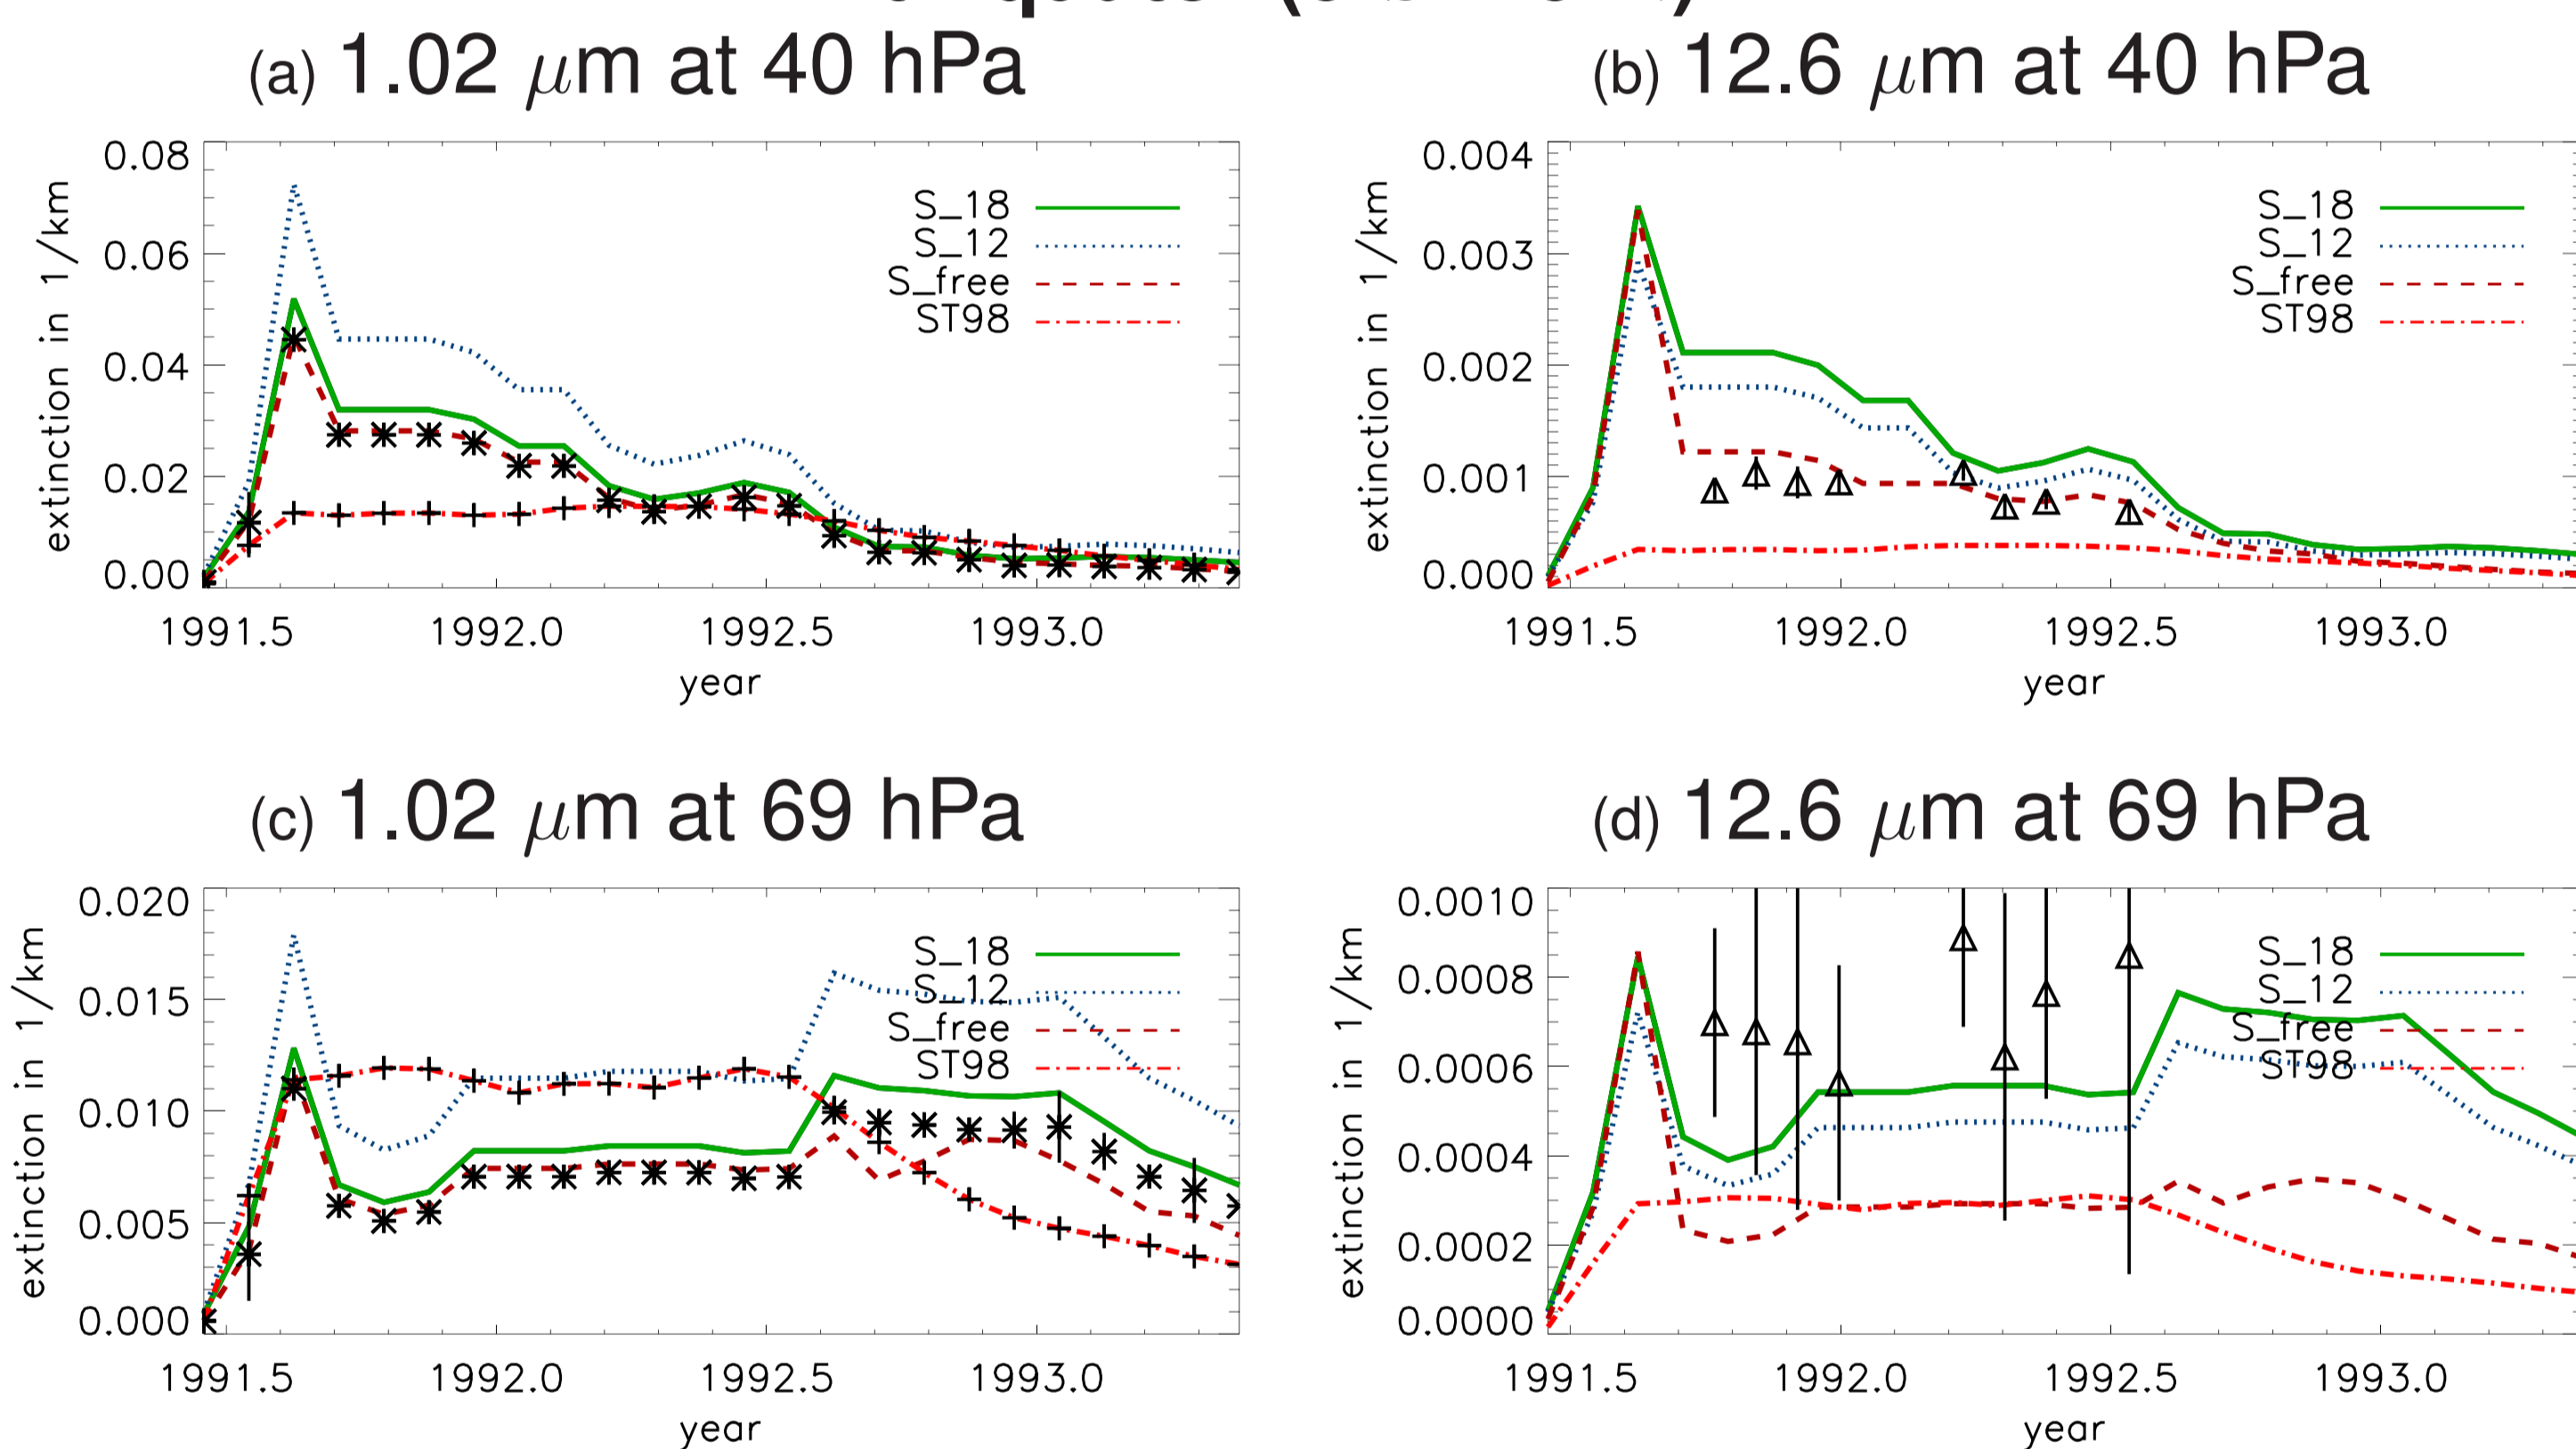 (a) 1.02 μm at 40 hPa
extinction in 1/km
0.08
0.06
0.04
0.02
0.00
S_18
S_12
S_free
ST98
1991.5 1992.0 1992.5 1993.0
year
(b) 12.6 μm at 40 hPa
extinction in 1/km
0.004
0.003
0.002
0.001
0.000
S_18
S_12
S_free
ST98
1991.5 1992.0 1992.5 1993.0
year
(c) 1.02 μm at 69 hPa
extinction in 1/km
0.020
0.015
0.010
0.005
0.000
S_18
S_12
S_free
ST98
1991.5 1992.0 1992.5 1993.0
year
(d) 12.6 μm at 69 hPa
extinction in 1/km
0.0010
0.0008
0.0006
0.0004
0.0002
0.0000
S_18
S_12
S_free
ST98
1991.5 1992.0 1992.5 1993.0
year